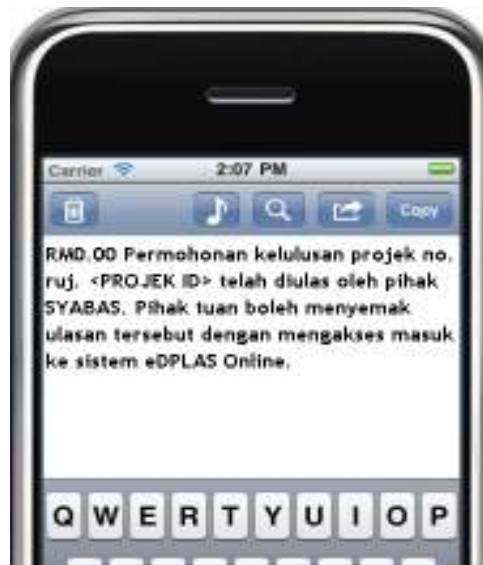 Carrier 2:07 PM
Copy
RM0.00 Permohonan kelulusan projek no.
ruj. <PROJEK ID> telah diulas oleh pihak
SYABAS. Pihak tuan boleh menyemak
ulasan tersebut dengan mengakses masuk
ke sistem eDPLAS Online.
Q W E R T Y U I O P